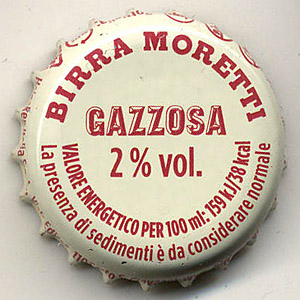 BIRRA MORETTI
GAZZOSA
2% vol.
VALORE ENERGETICO PER 100 ml: 159 kJ/38 kcal
La presenza di sedimenti è da considerare normale